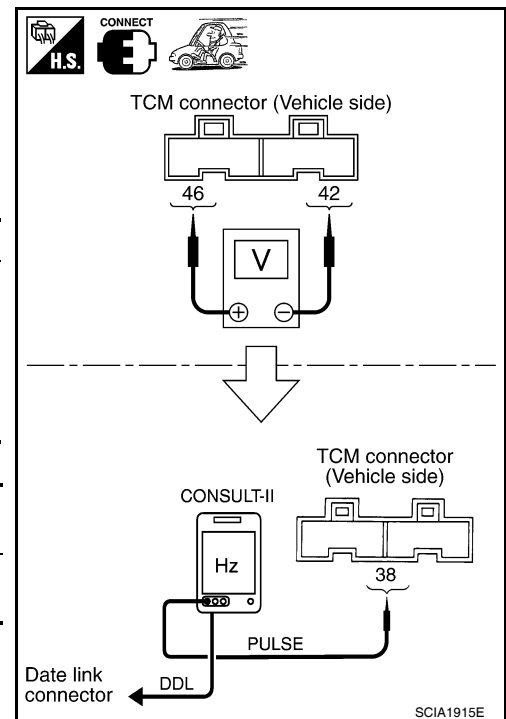 CONNECT
H.S.
TCM connector (Vehicle side)
46
42
V
+
−
TCM connector
(Vehicle side)
CONSULT-II
Hz
38
PULSE
Date link
connector
DDL
SCIA1915E